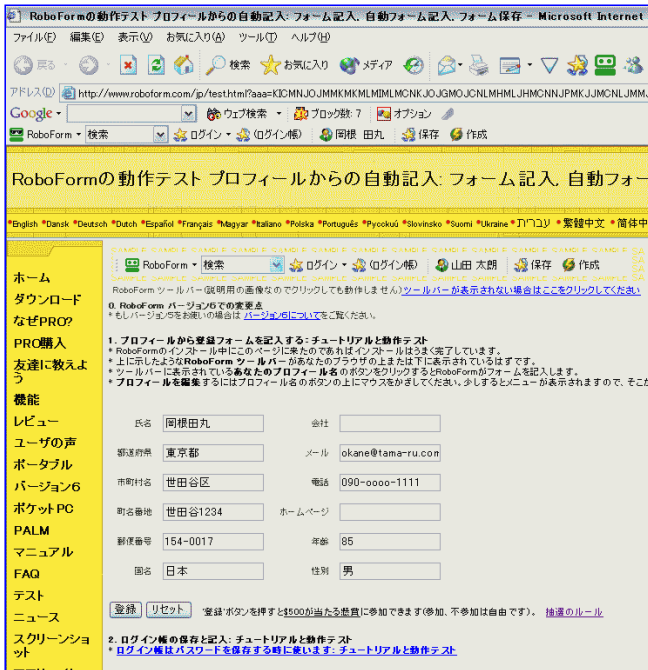 RoboFormの動作テスト プロフィールからの自動記入: フォーム記入, 自動フォーム記入, フォーム保存 - Microsoft Internet
ファイル(F) 編集(E) 表示(V) お気に入り(A) ツール(T) ヘルプ(H)
戻る 検索 お気に入り メディア
アドレス(D) http://www.roboform.com/jp/test.html?aaa=KICMNJOJMMKMKMLMIMLMCNKJOJGMOJCNLMHMLJHMCNNJPMKJJMCNLJMMJ
Google ウェブ検索 ブロック数: 7 オプション
RoboForm 検索 ログイン (ログイン帳) 岡根 田丸 保存 作成
RoboFormの動作テスト プロフィールからの自動記入: フォーム記入, 自動フォー
•English •Dansk •Deutsch •Dutch •Español •Français •Magyar •Italiano •Polska •Português •Русский •Slovinsko •Suomi •Ukraine •עברית •繁體中文 •简体中
RoboForm 検索 ログイン (ログイン帳) 山田 太朗 保存 作成
RoboForm ツールバー(説明用の画像なのでクリックしても動作しません) ツールバーが表示されない場合はここをクリックしてください
0. RoboForm バージョン6での変更点
* もしバージョン5をお使いの場合は バージョン6についてをご覧ください。
1. プロフィールから登録フォームを記入する: チュートリアルと動作テスト
* RoboFormのインストール中にこのページに来たのであればインストールはうまく完了しています。
* 上に示したようなRoboForm ツールバーがあなたのブラウザの上または下に表示されているはずです。
* ツールバーに表示されているあなたのプロフィール名のボタンをクリックするとRoboFormがフォームを記入します。
* プロフィールを編集するにはプロフィール名のボタンの上にマウスをかざしてください。少しするとメニューが表示されますので、そこか
氏名 岡根田丸 会社
都道府県 東京都 メール okane@tama-ru.com
市町村名 世田谷区 電話 090-oooo-1111
町名番地 世田谷1234 ホームページ
郵便番号 154-0017 年齢 85
国名 日本 性別 男
登録 リセット '登録'ボタンを押すと$500が当たる懸賞に参加できます(参加、不参加は自由です)。 抽選のルール
2. ログイン帳の保存と記入: チュートリアルと動作テスト
* ログイン帳はパスワードを保存する時に使います: チュートリアルと動作テスト
ホーム
ダウンロード
なぜPRO?
PRO購入
友達に教えよ
う
機能
レビュー
ユーザの声
ポータブル
バージョン6
ポケットPC
PALM
マニュアル
FAQ
テスト
ニュース
スクリーンショ
ット